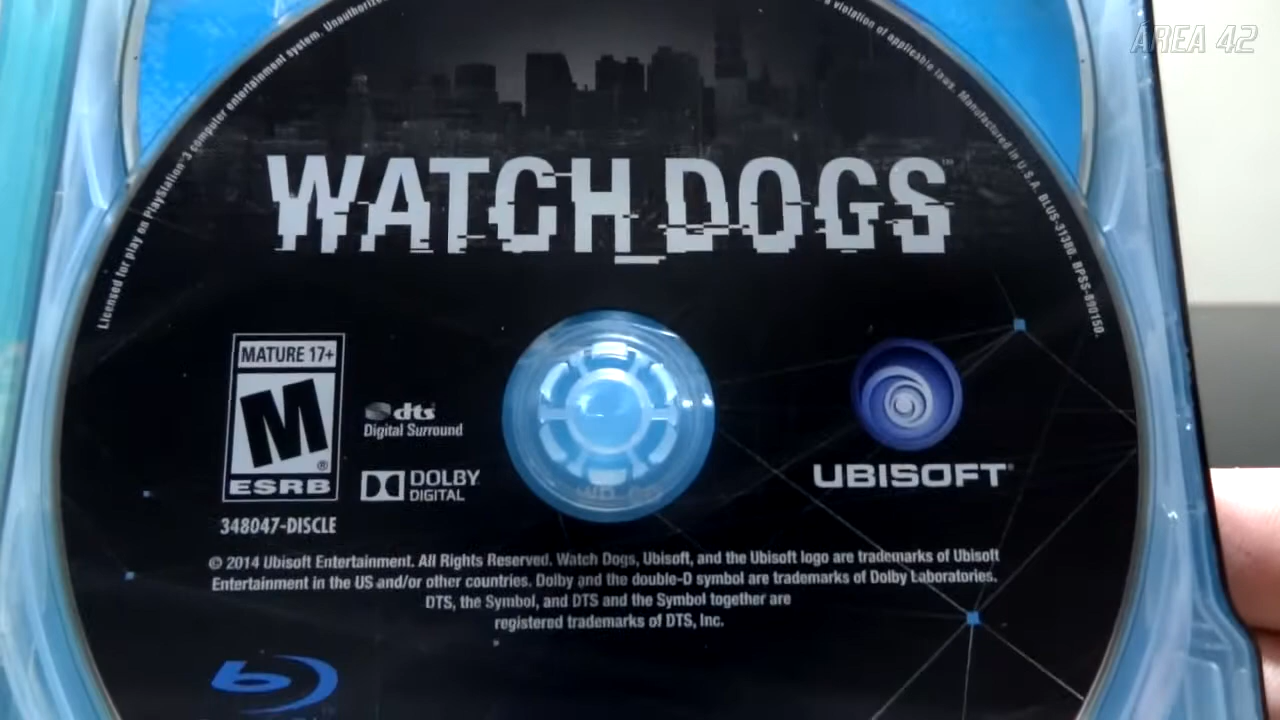 AREA 42
Licensed for play on PlayStation®3 computer entertainment system. Unauthorize
a violation of applicable laws. Manufactured in U.S.A. BLUS-31380. BPSS-890150.
WATCH_DOGS™
MATURE 17+
M
ESRB
348047-DISCLE
dts
Digital Surround
DOLBY
DIGITAL
UBISOFT®
© 2014 Ubisoft Entertainment. All Rights Reserved. Watch Dogs, Ubisoft, and the Ubisoft logo are trademarks of Ubisoft
Entertainment in the US and/or other countries. Dolby and the double-D symbol are trademarks of Dolby Laboratories.
DTS, the Symbol, and DTS and the Symbol together are
registered trademarks of DTS, Inc.